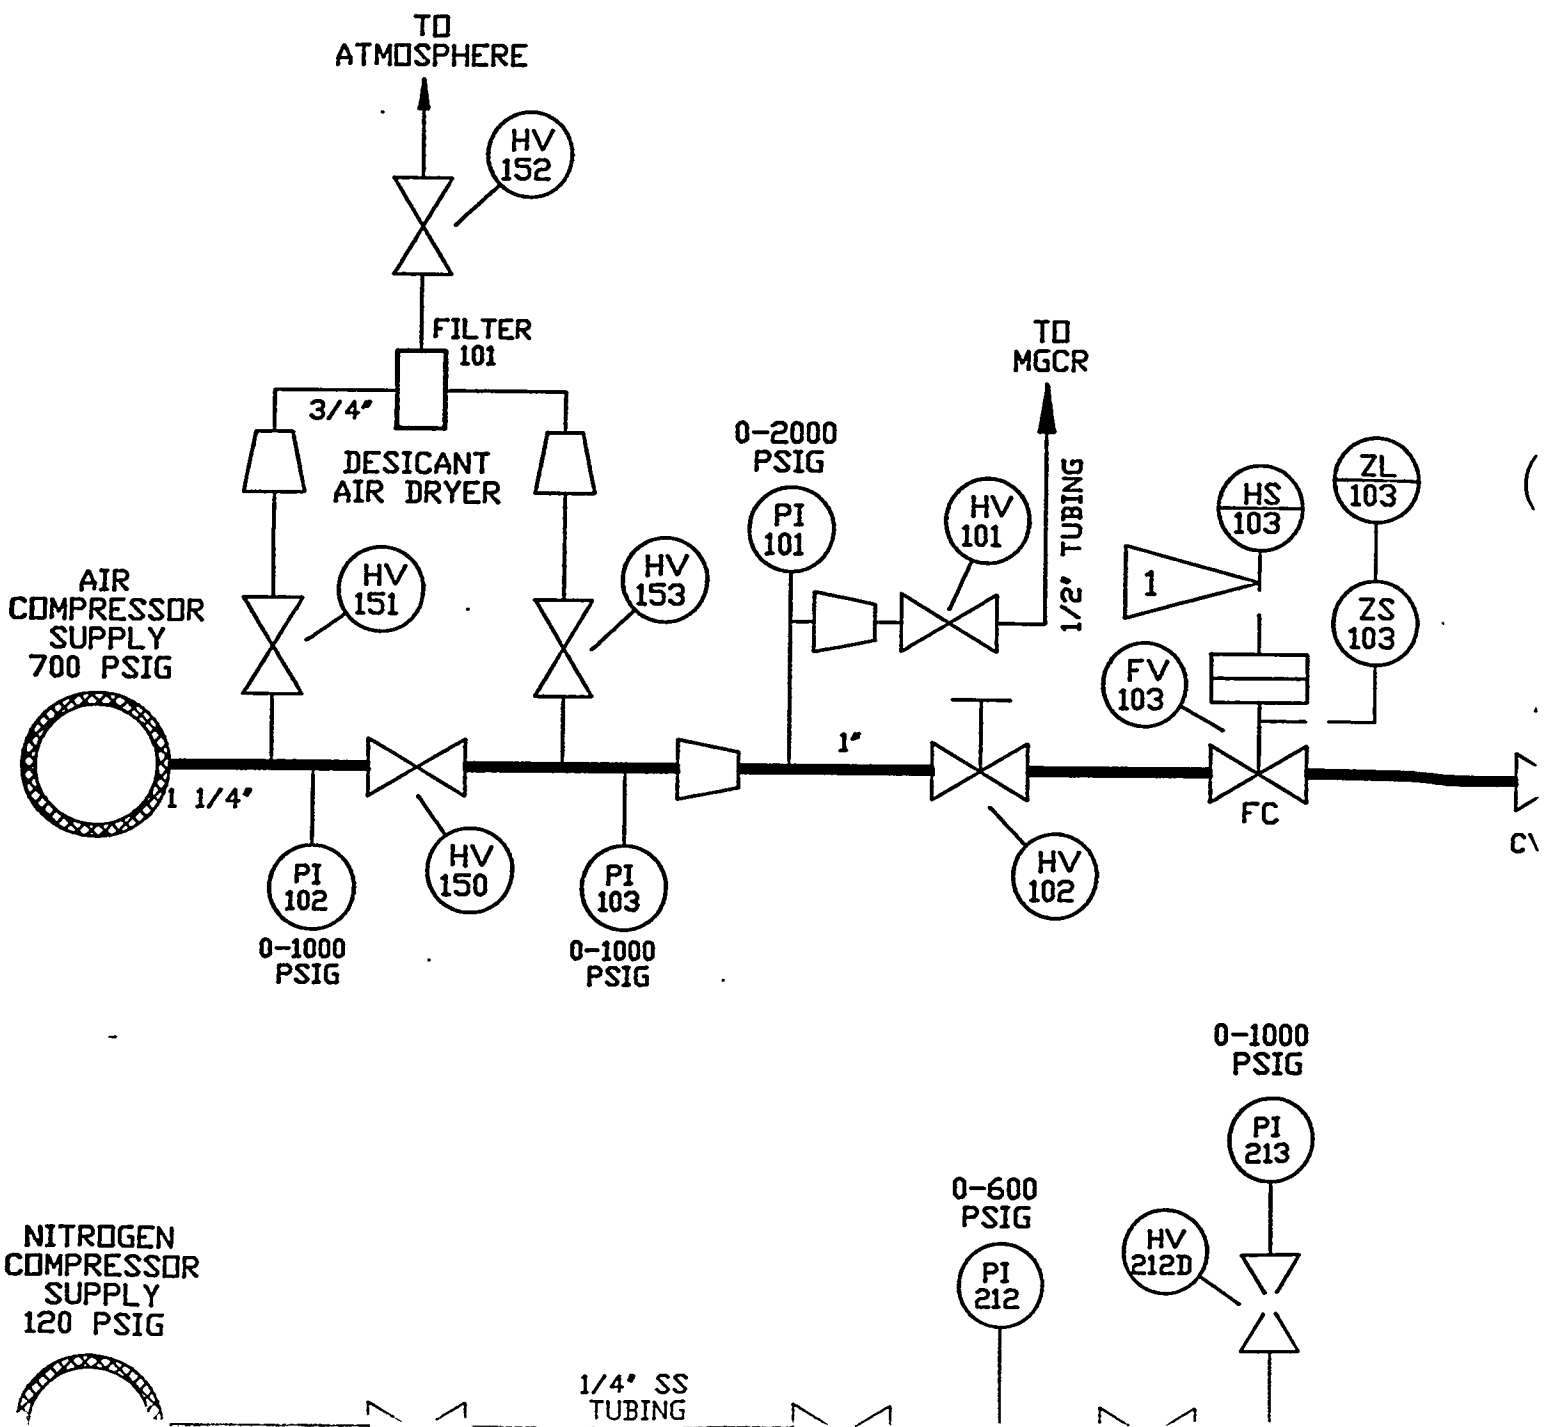 TO
ATMOSPHERE
HV
152
FILTER
101
3/4"
DESICANT
AIR DRYER
TO
MGCR
0-2000
PSIG
PI
101
HV
101
1/2" TUBING
HS
103
ZL
103
1
ZS
103
AIR
COMPRESSOR
SUPPLY
700 PSIG
HV
151
HV
153
FV
103
1 1/4"
1"
FC
PI
102
0-1000
PSIG
HV
150
PI
103
0-1000
PSIG
HV
102
0-1000
PSIG
PI
213
0-600
PSIG
PI
212
HV
212D
NITROGEN
COMPRESSOR
SUPPLY
120 PSIG
1/4" SS
TUBING